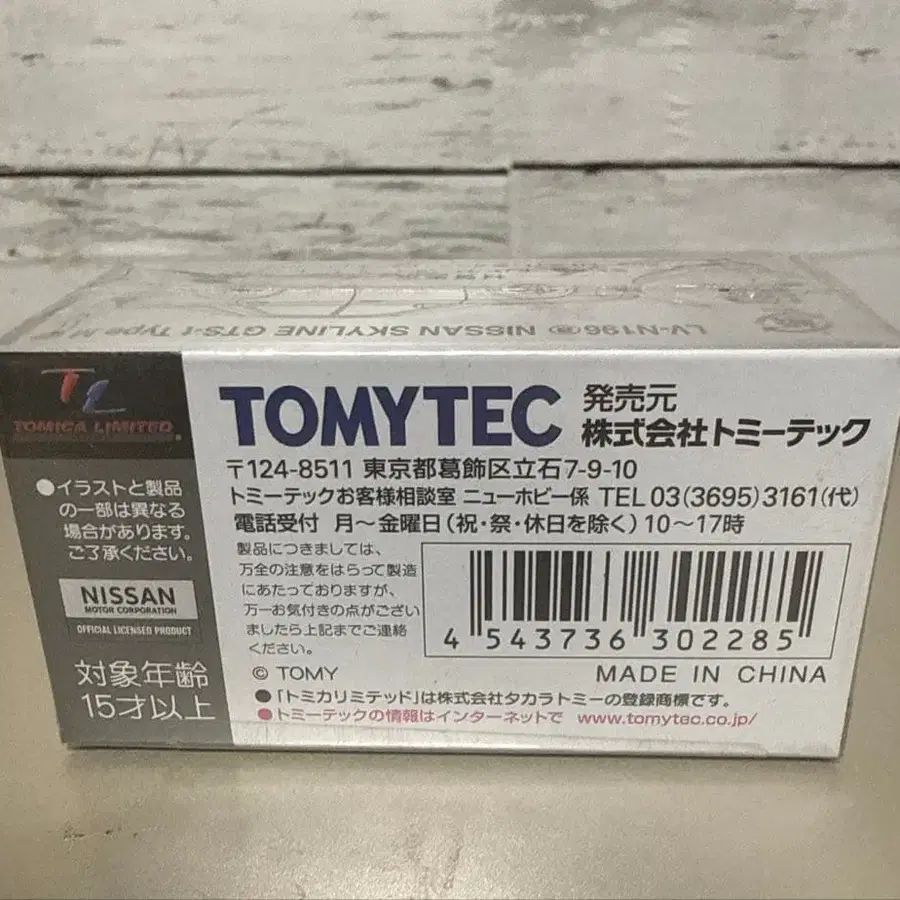 LV-N196ⓐ NISSAN SKYLINE GTS-t Type M
TL
TOMICA LIMITED
●イラストと製品
の一部は異なる
場合があります。
ご了承ください。
NISSAN
MOTOR CORPORATION
OFFICIAL LICENSED PRODUCT
対象年齢
15才以上
TOMYTEC
発売元
株式会社トミーテック
〒124-8511 東京都葛飾区立石7-9-10
トミーテックお客様相談室 ニューホビー係 TEL 03(3695)3161(代)
電話受付 月〜金曜日(祝・祭・休日を除く)10〜17時
製品につきましては、
万全の注意をはらって製造
にあたっておりますが、
万一お気付きの点がござい
ましたら上記までご連絡
ください。
4 543736 302285
© TOMY
MADE IN CHINA
●「トミカリミテッド」は株式会社タカラトミーの登録商標です。
●トミーテックの情報はインターネットで www.tomytec.co.jp/